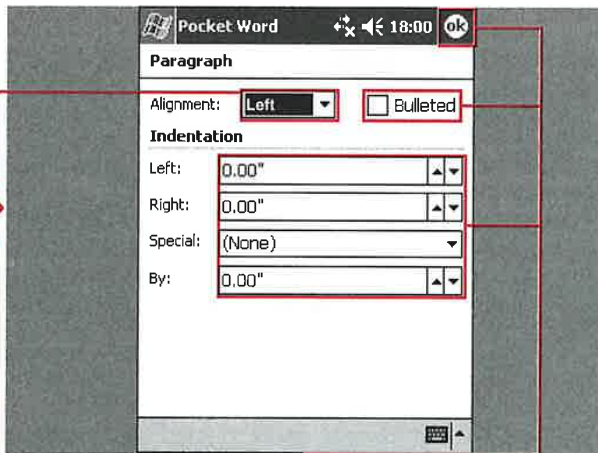 Pocket Word 18:00 ok
Paragraph
Alignment: Left Bulleted
Indentation
Left: 0.00"
Right: 0.00"
Special: (None)
By: 0.00"